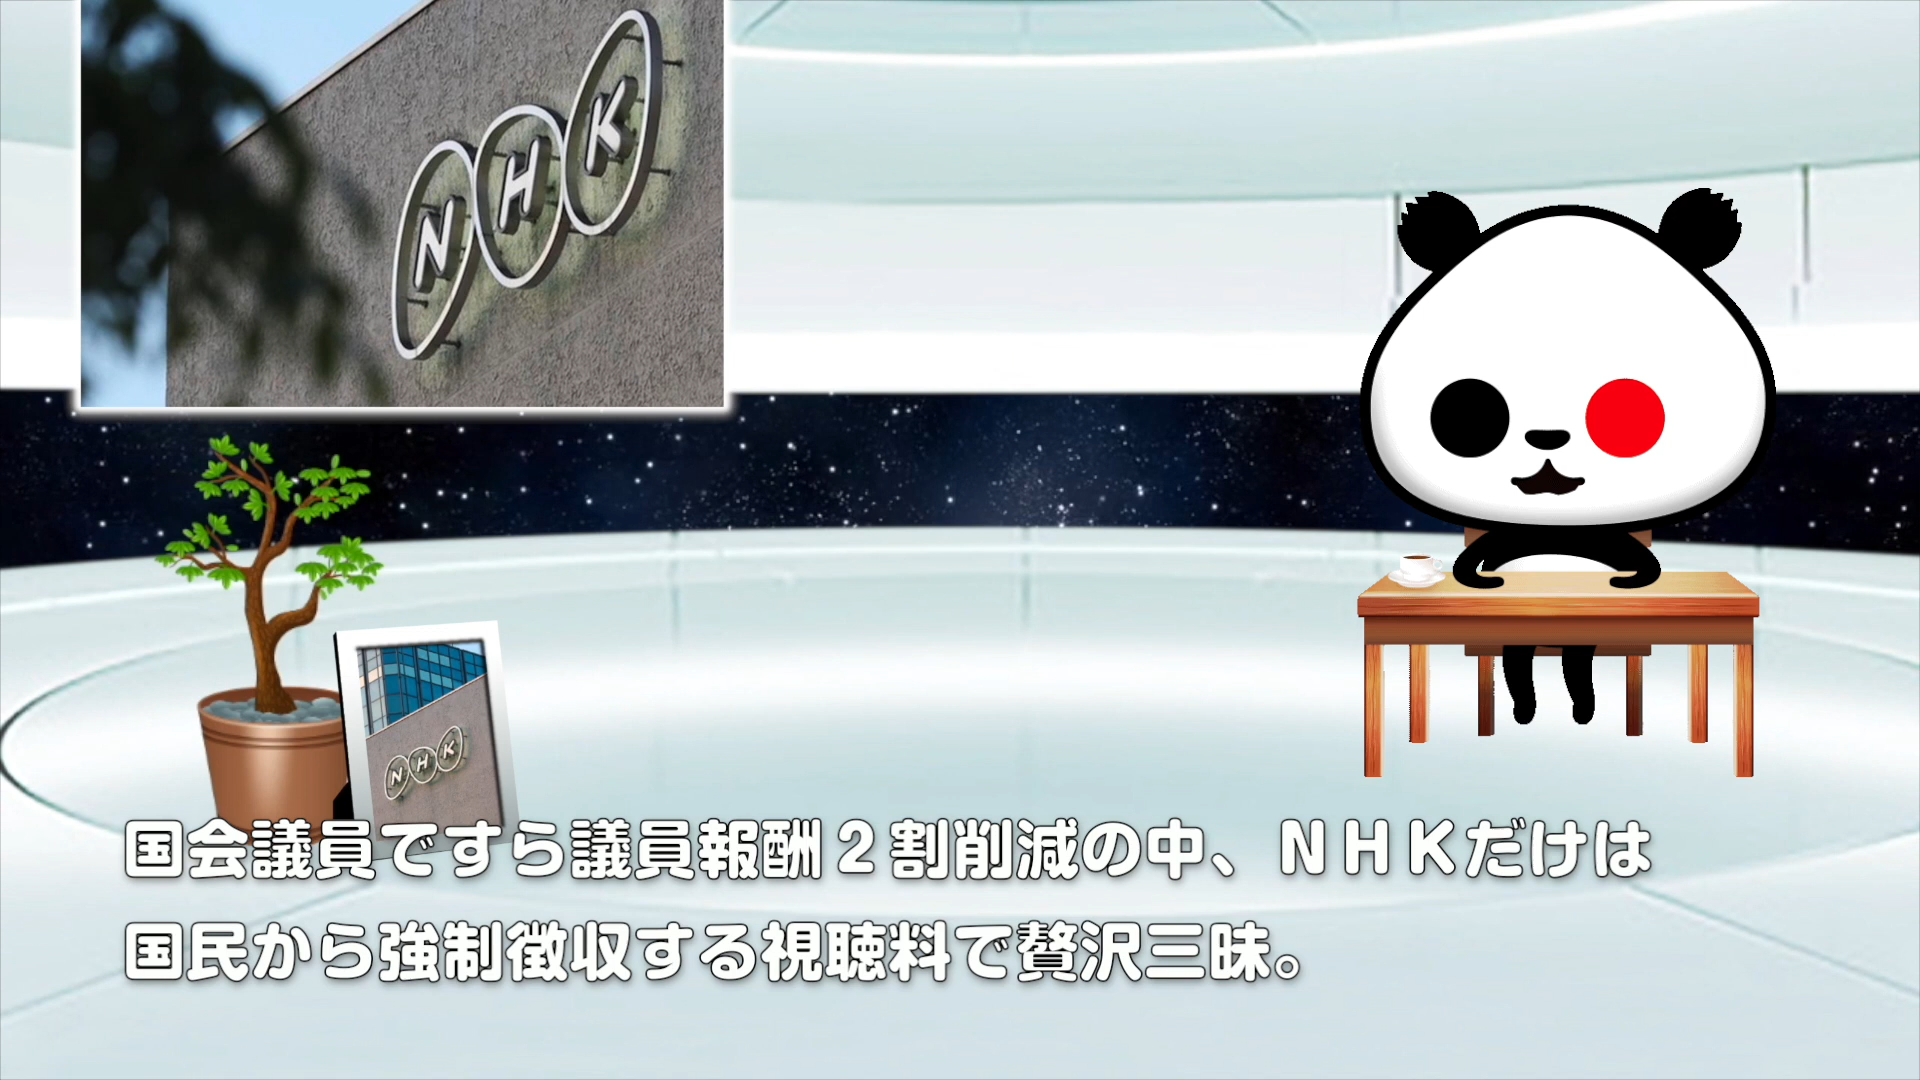 NHK
NHK
国会議員ですら議員報酬２割削減の中、ＮＨＫだけは
国民から強制徴収する視聴料で贅沢三昧。